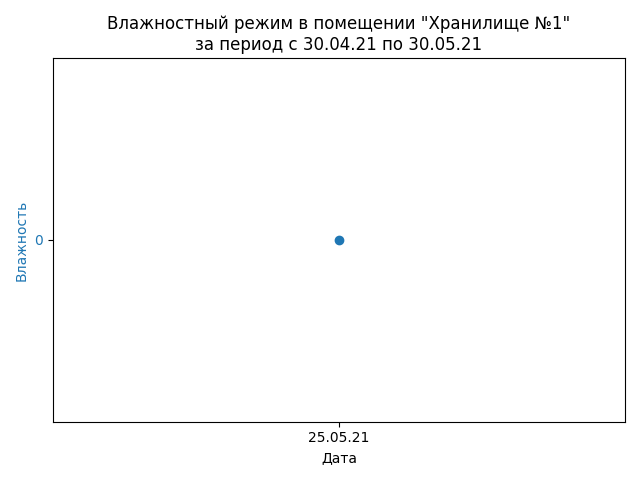 Влажностный режим в помещении "Хранилище №1"
за период с 30.04.21 по 30.05.21
Влажность
0
25.05.21
Дата